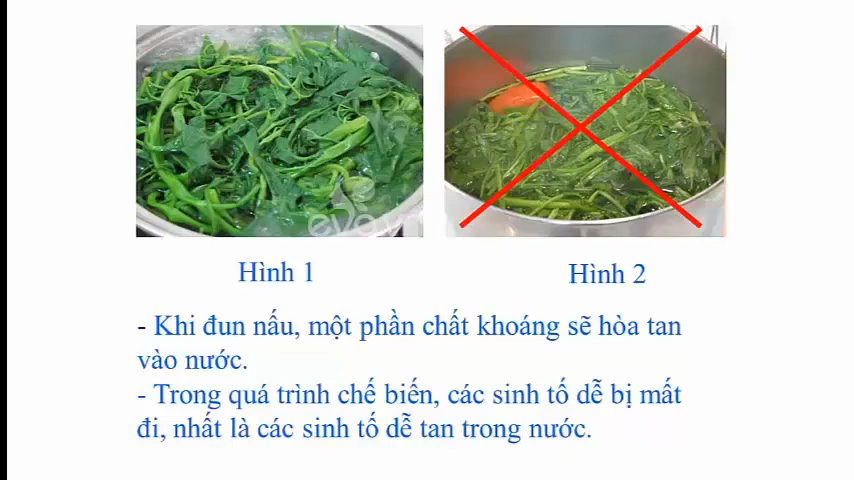 Hình 1
Hình 2
- Khi đun nấu, một phần chất khoáng sẽ hòa tan
vào nước.
- Trong quá trình chế biến, các sinh tố dễ bị mất
đi, nhất là các sinh tố dễ tan trong nước.